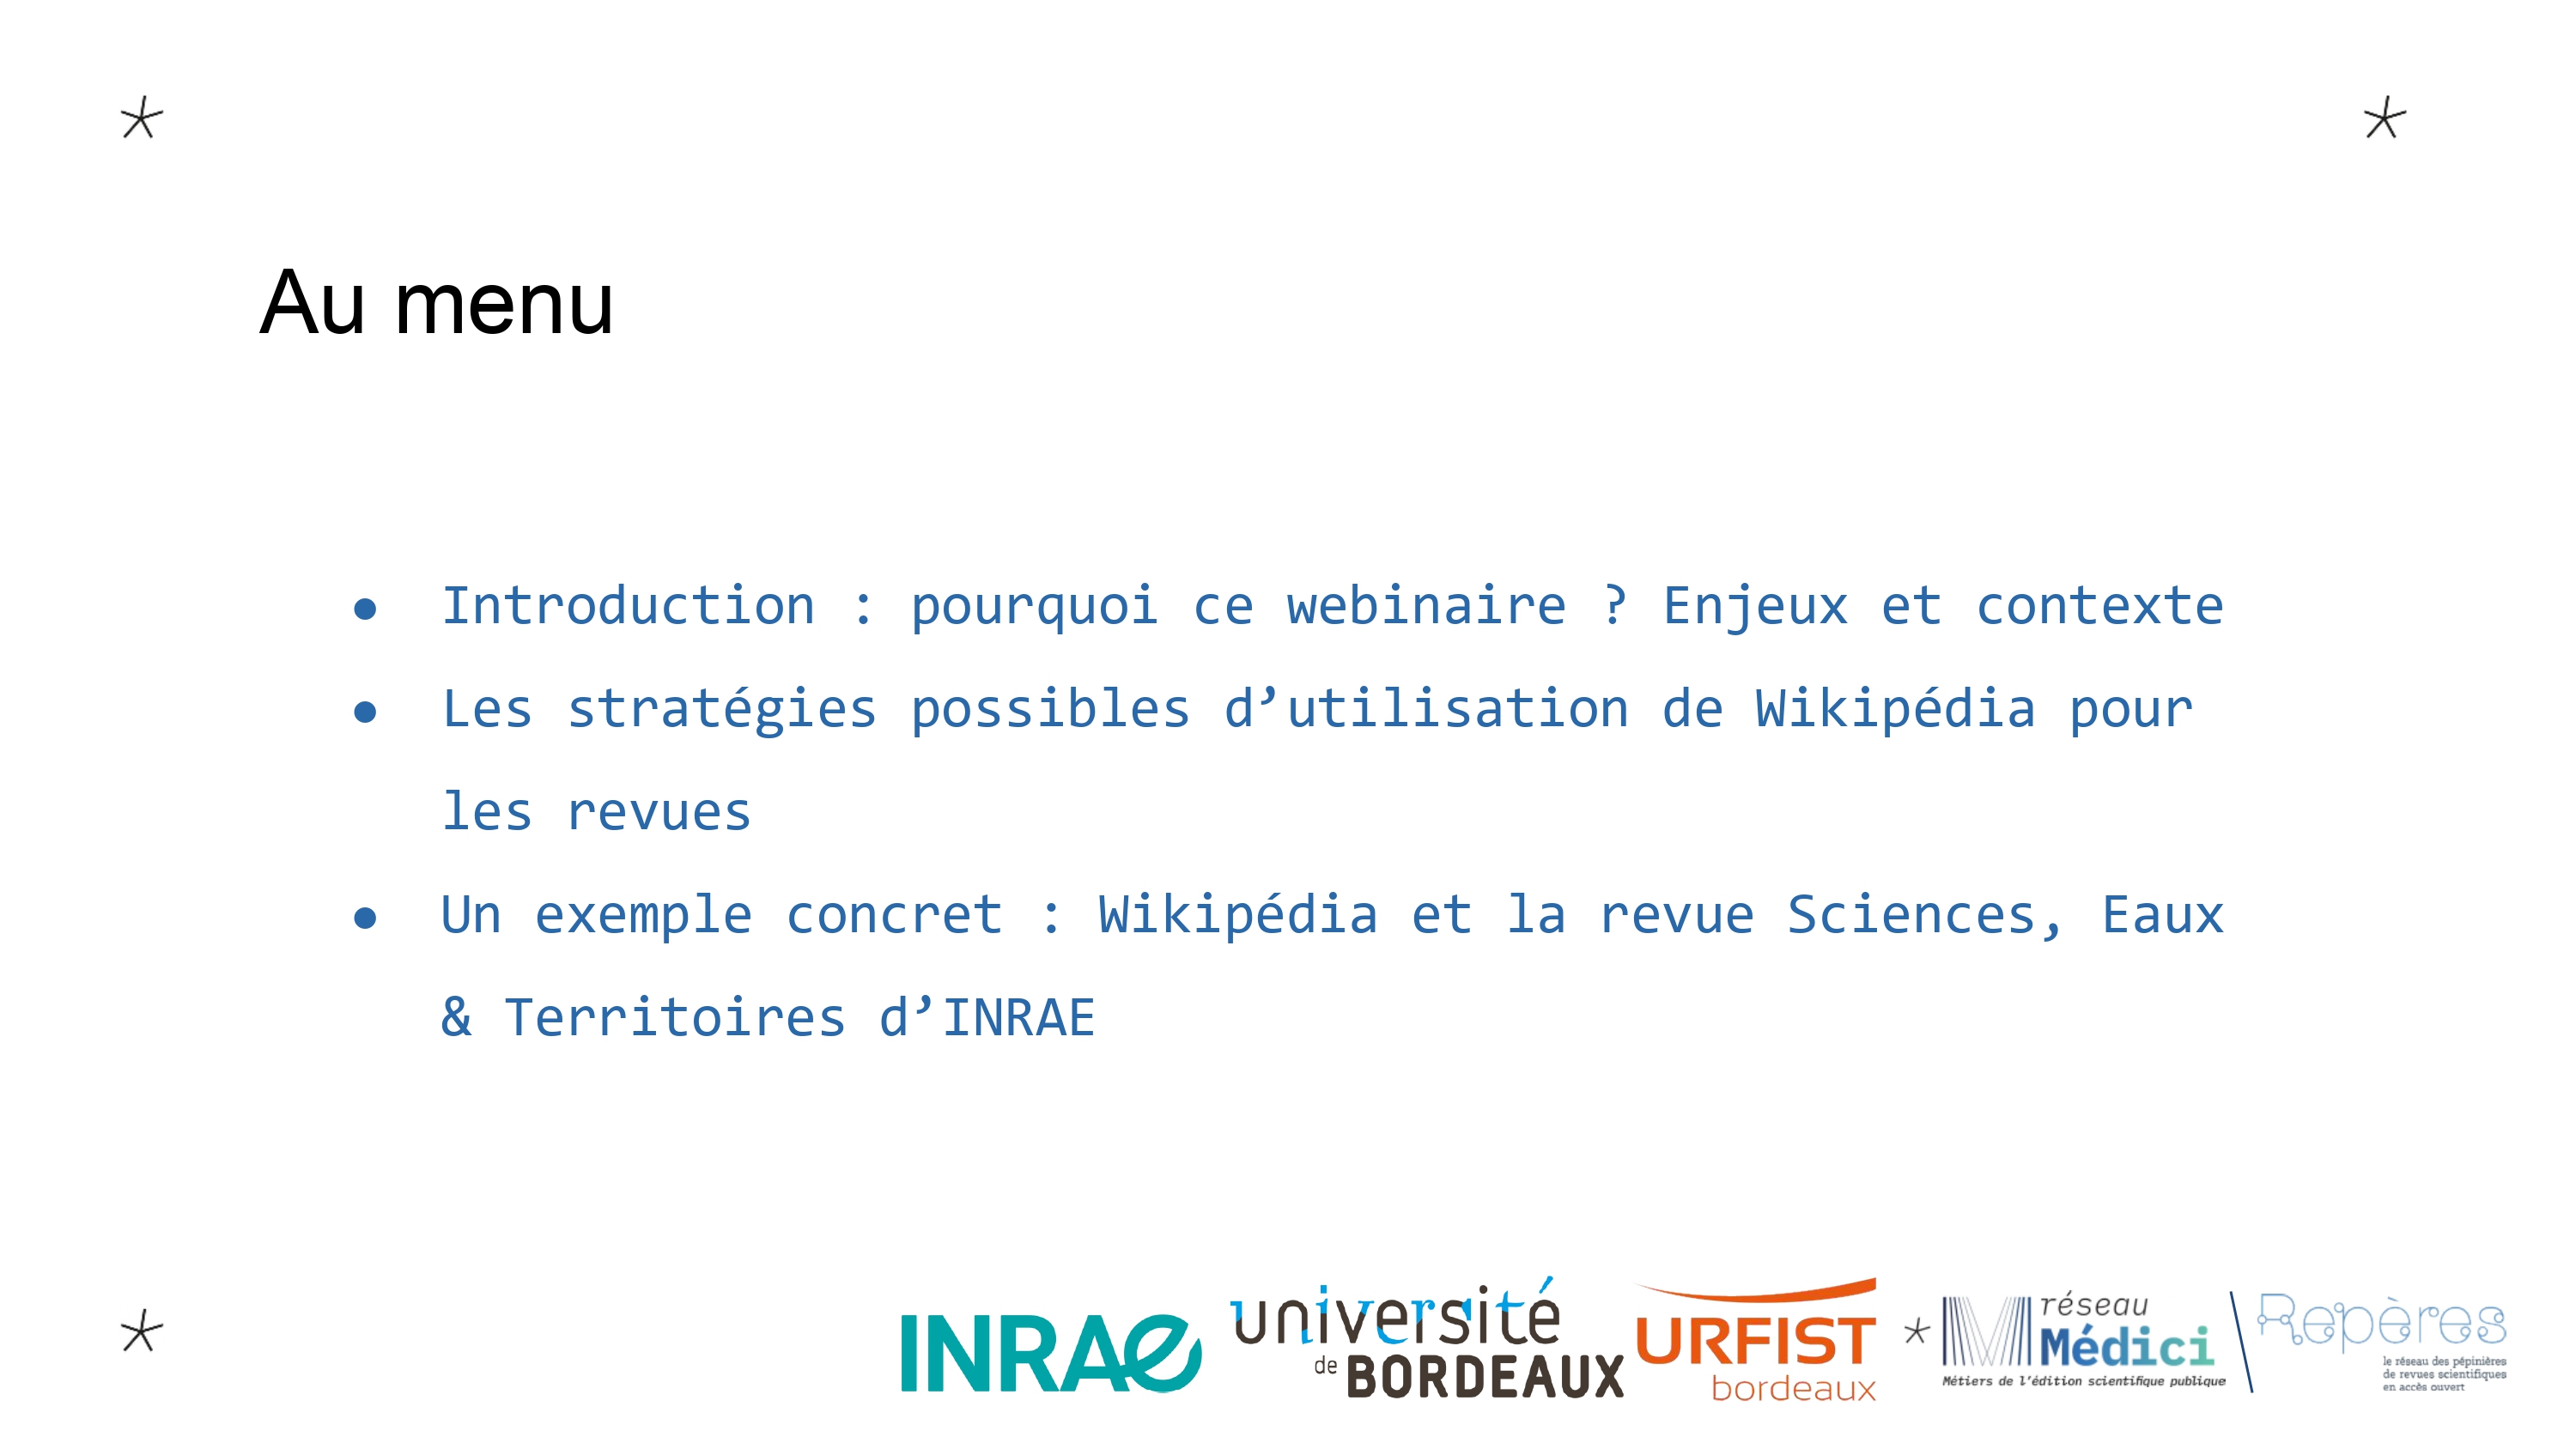 Au menu
● Introduction : pourquoi ce webinaire ? Enjeux et contexte
● Les stratégies possibles d’utilisation de Wikipédia pour
les revues
● Un exemple concret : Wikipédia et la revue Sciences, Eaux
& Territoires d’INRAE
INRAE
université
de BORDEAUX
URFIST
bordeaux
réseau
Médici
Métiers de l’édition scientifique publique
Repères
le réseau des pépinières
de revues scientifiques
en accès ouvert